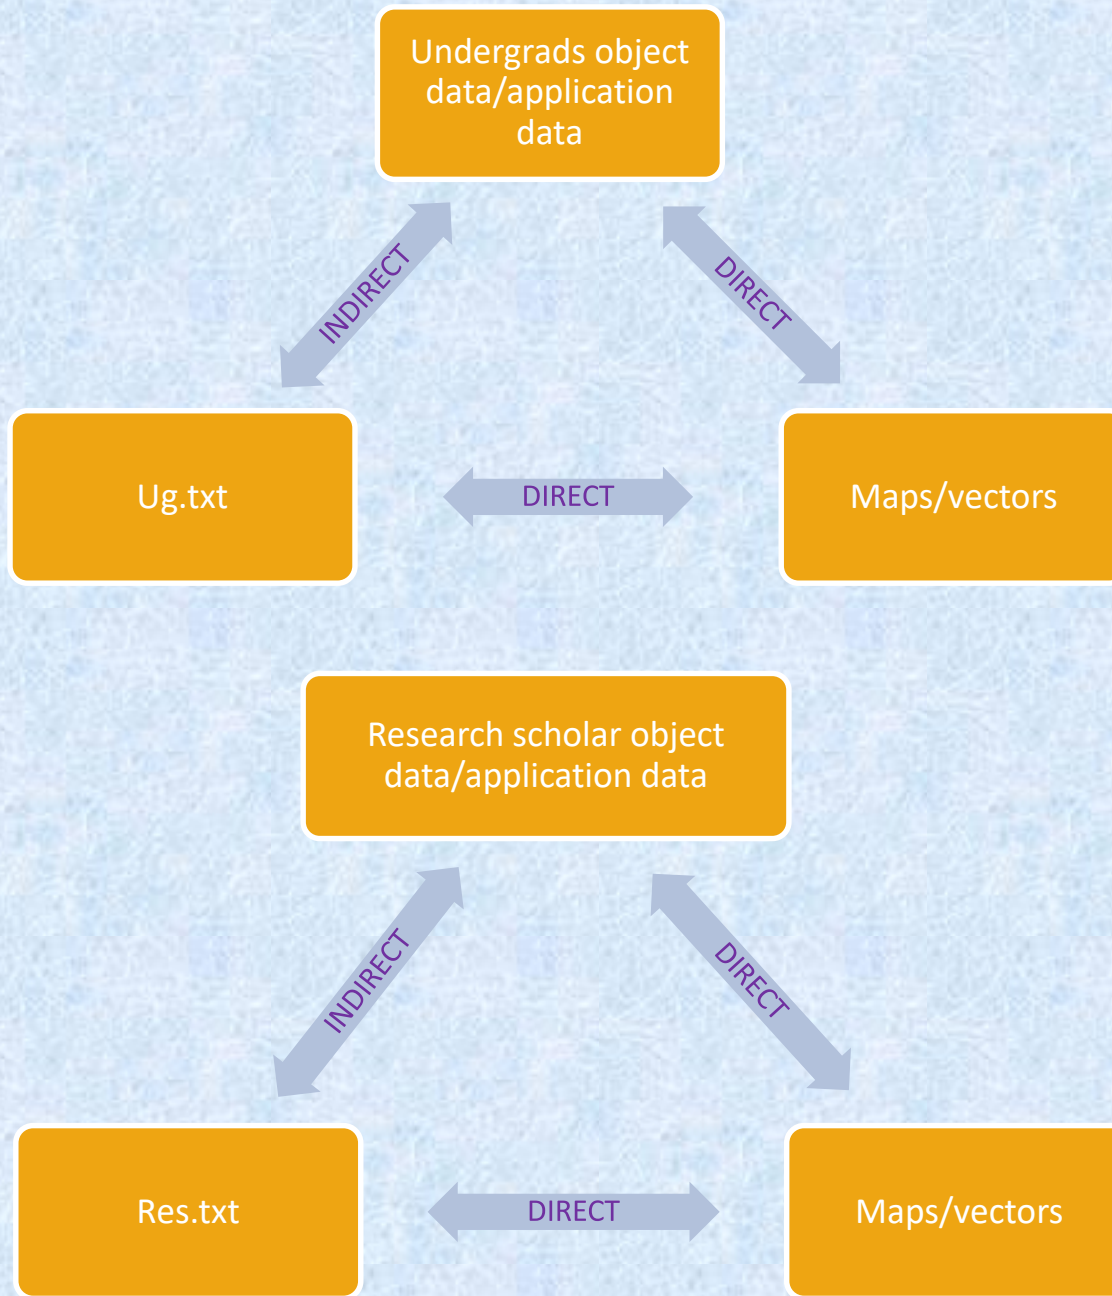 Undergrads object
data/application
data
INDIRECT
DIRECT
Ug.txt
DIRECT
Maps/vectors
Research scholar object
data/application data
INDIRECT
DIRECT
Res.txt
DIRECT
Maps/vectors